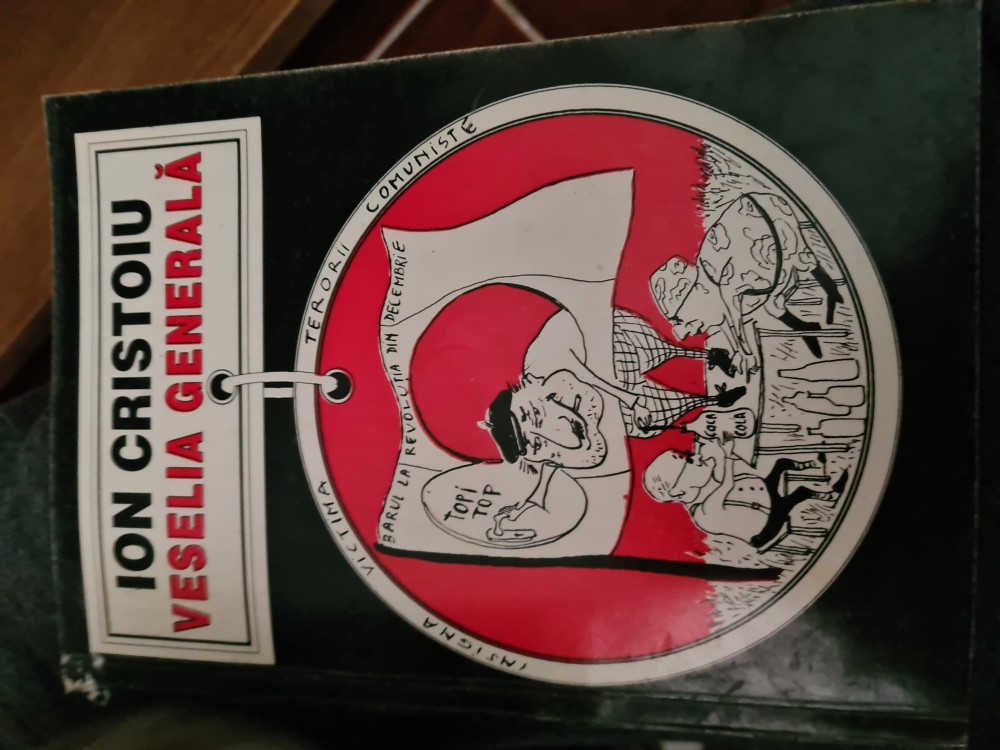 ION CRISTOIU
VESELIA GENERALĂ
INSIGNA VICTIMA TERORII COMUNISTE
BARUL LA REVOLUȚIA DIN DECEMBRIE
TOPI
TOP
COCA
COLA